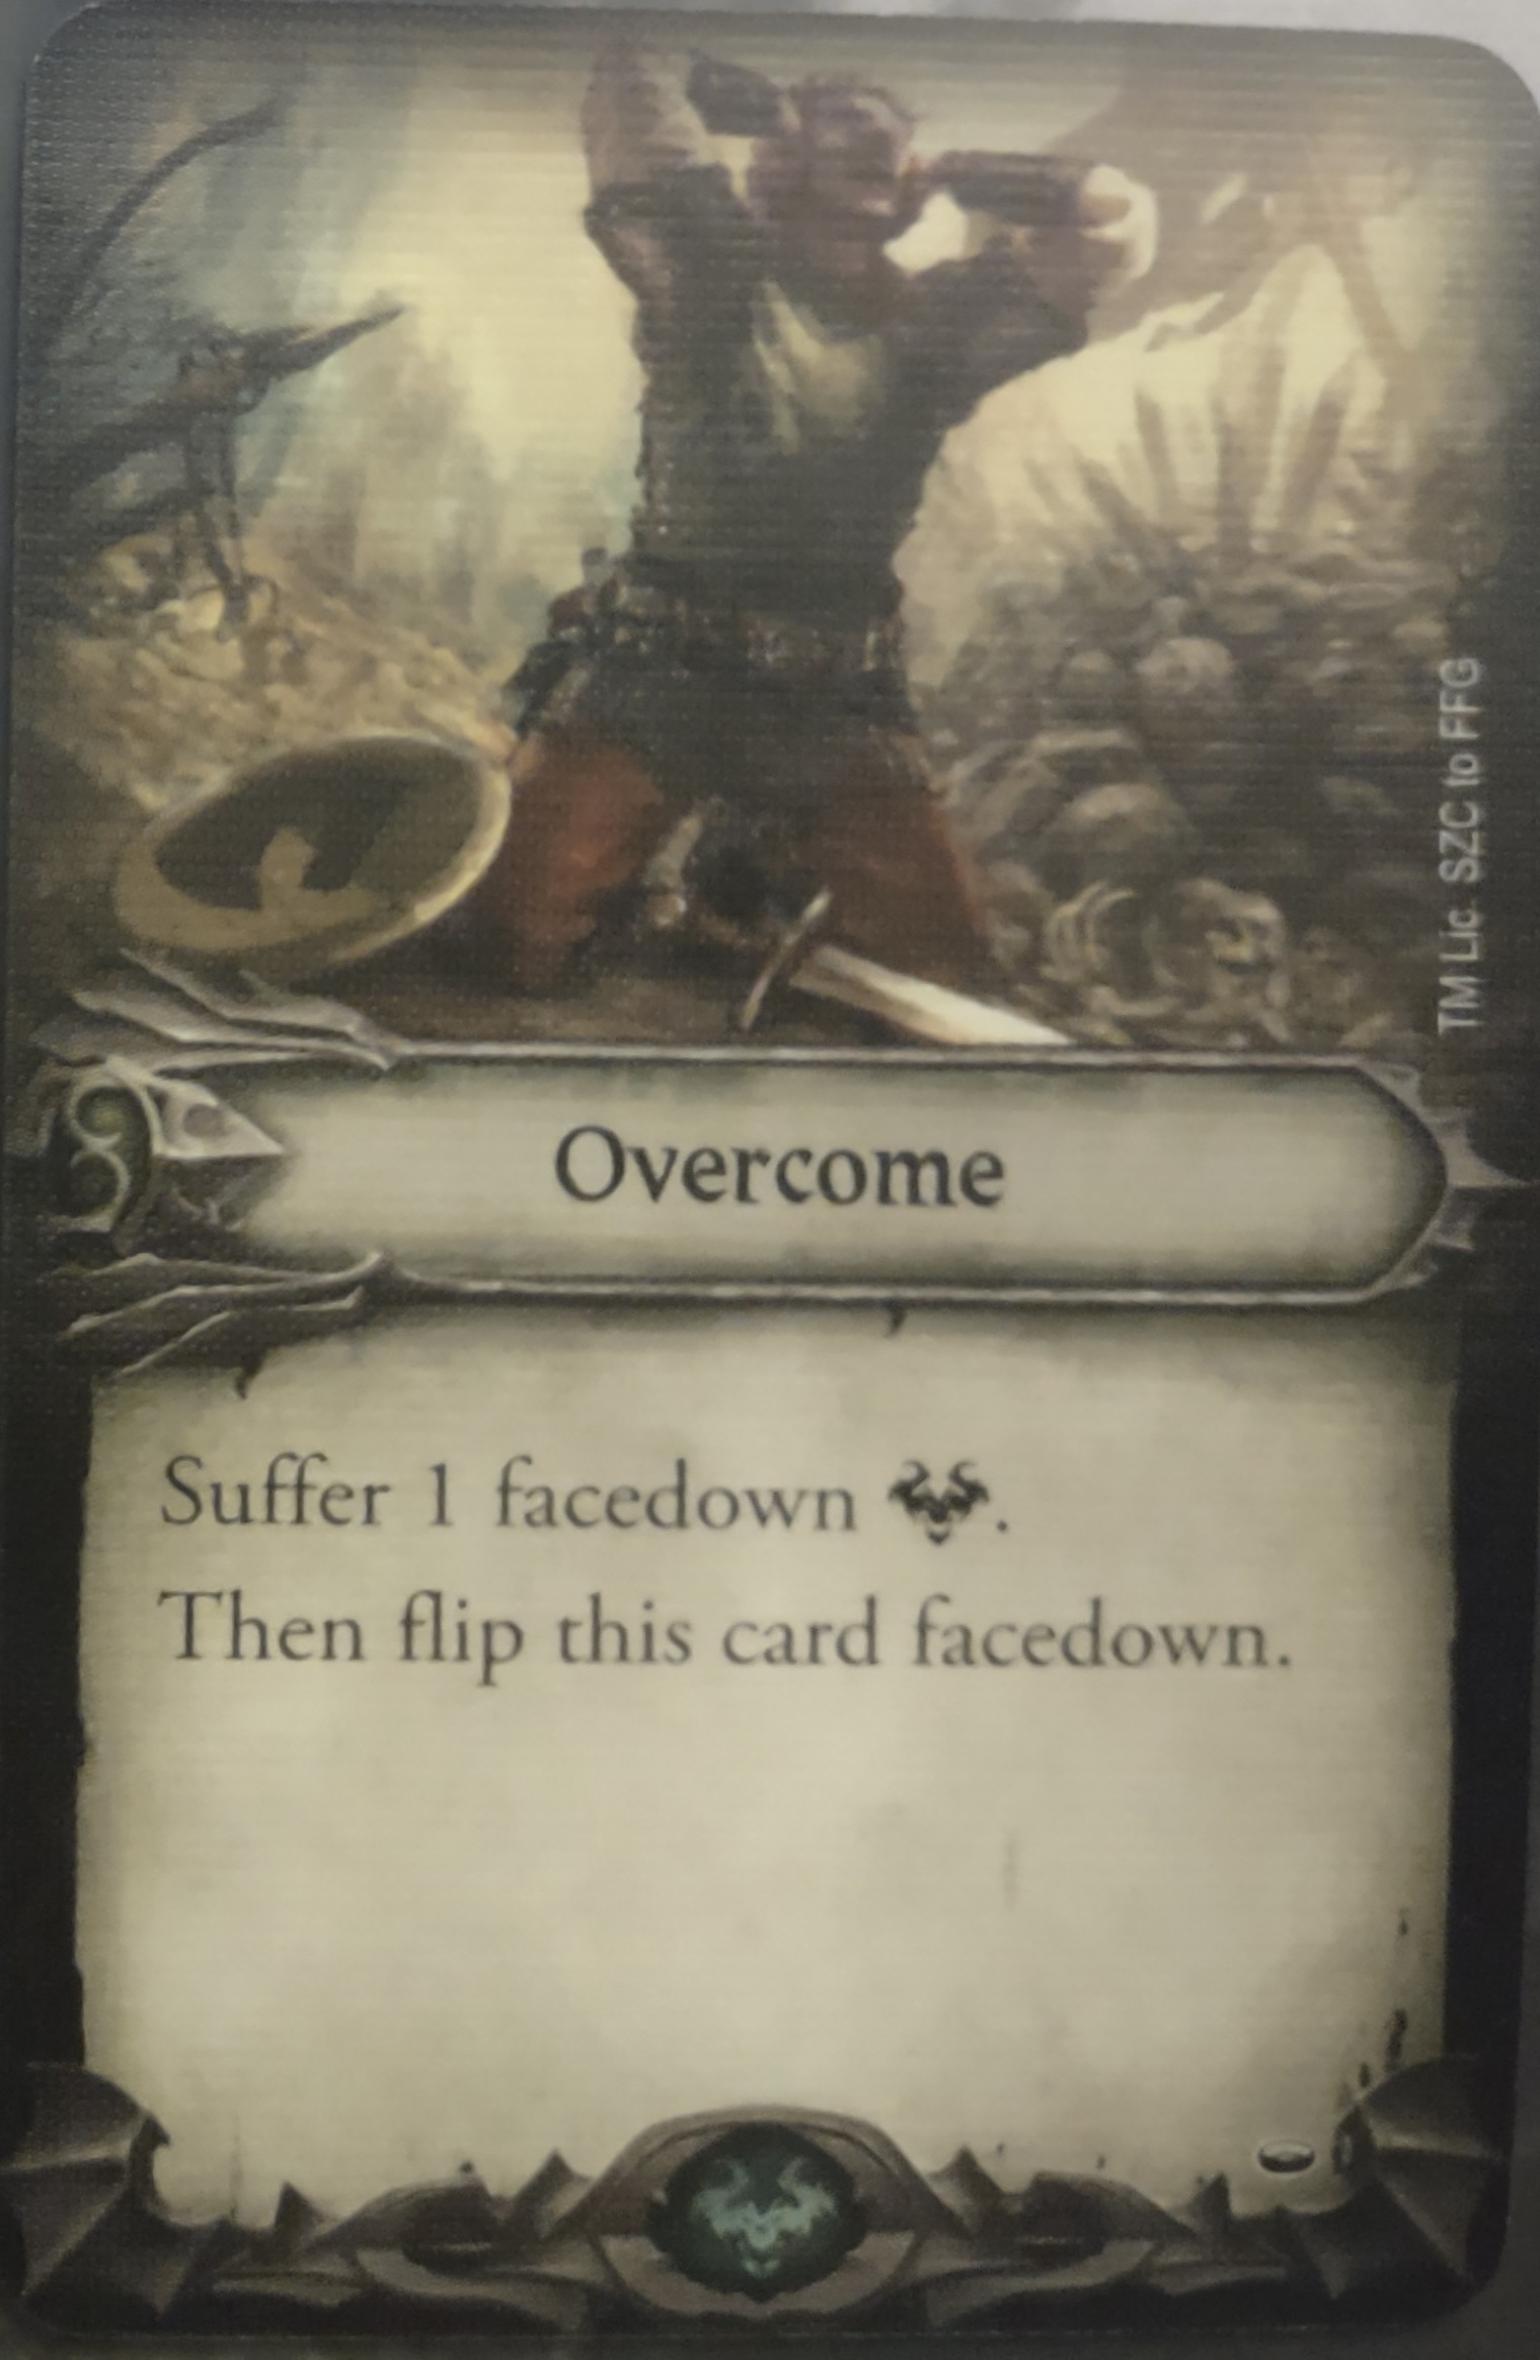 TM Lic. SZC to FFG
Overcome
Suffer 1 facedown .
Then flip this card facedown.